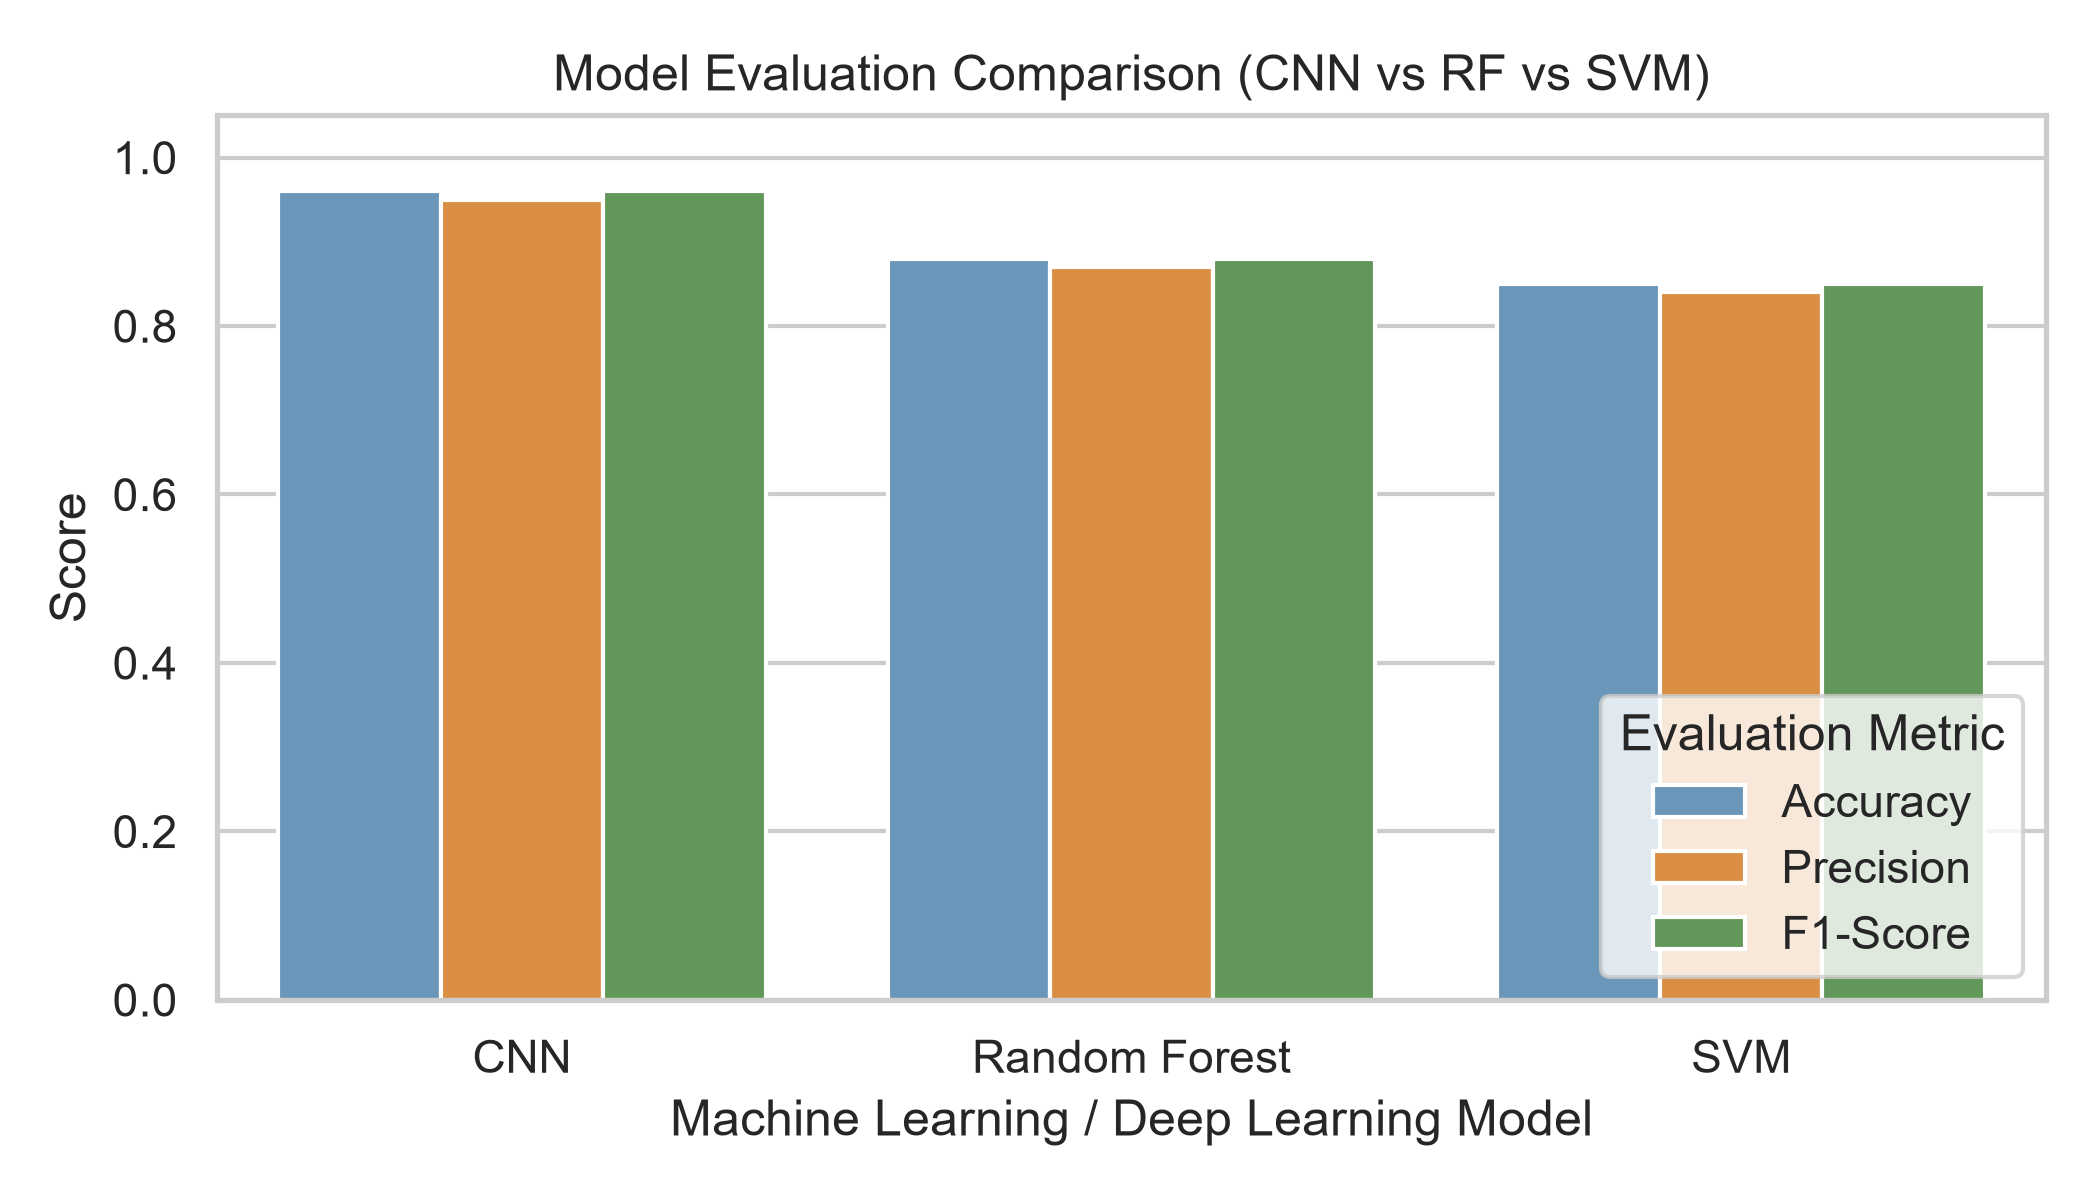 Model Evaluation Comparison (CNN vs RF vs SVM)
1.0
0.8
0.6
0.4
0.2
0.0
Score
Evaluation Metric
Accuracy
Precision
F1-Score
CNN
Random Forest
SVM
Machine Learning / Deep Learning Model